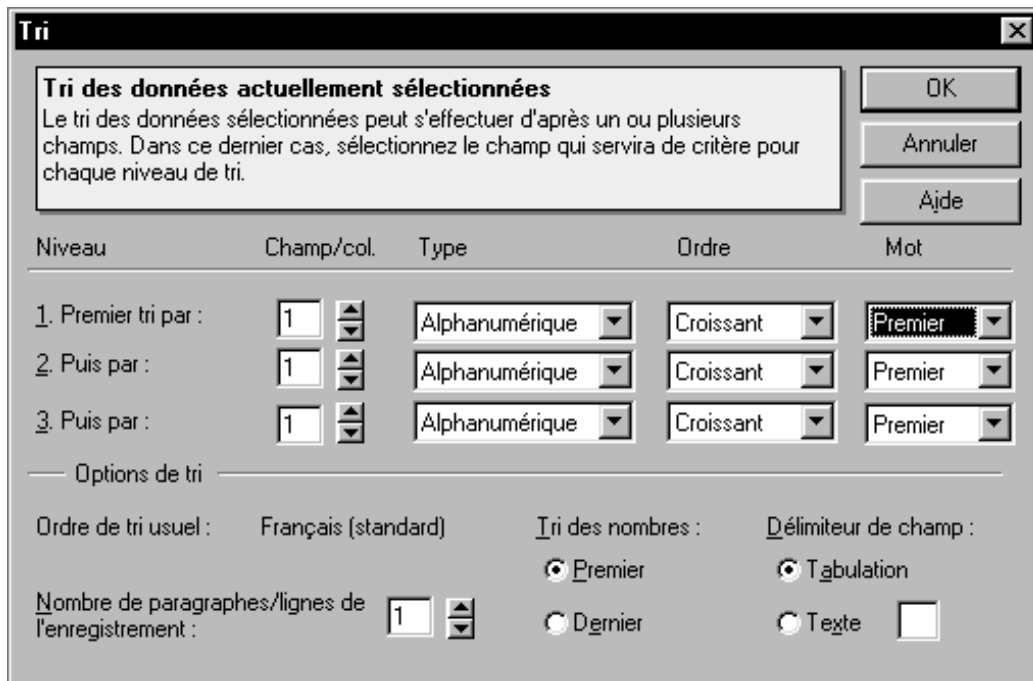 Tri
Tri des données actuellement sélectionnées
Le tri des données sélectionnées peut s'effectuer d'après un ou plusieurs
champs. Dans ce dernier cas, sélectionnez le champ qui servira de critère pour
chaque niveau de tri.
OK
Annuler
Aide
Niveau Champ/col. Type Ordre Mot
1. Premier tri par : 1 Alphanumérique Croissant Premier
2. Puis par : 1 Alphanumérique Croissant Premier
3. Puis par : 1 Alphanumérique Croissant Premier
Options de tri
Ordre de tri usuel : Français (standard) Tri des nombres : Délimiteur de champ :
Premier Tabulation
Nombre de paragraphes/lignes de
l'enregistrement : 1 Dernier Texte